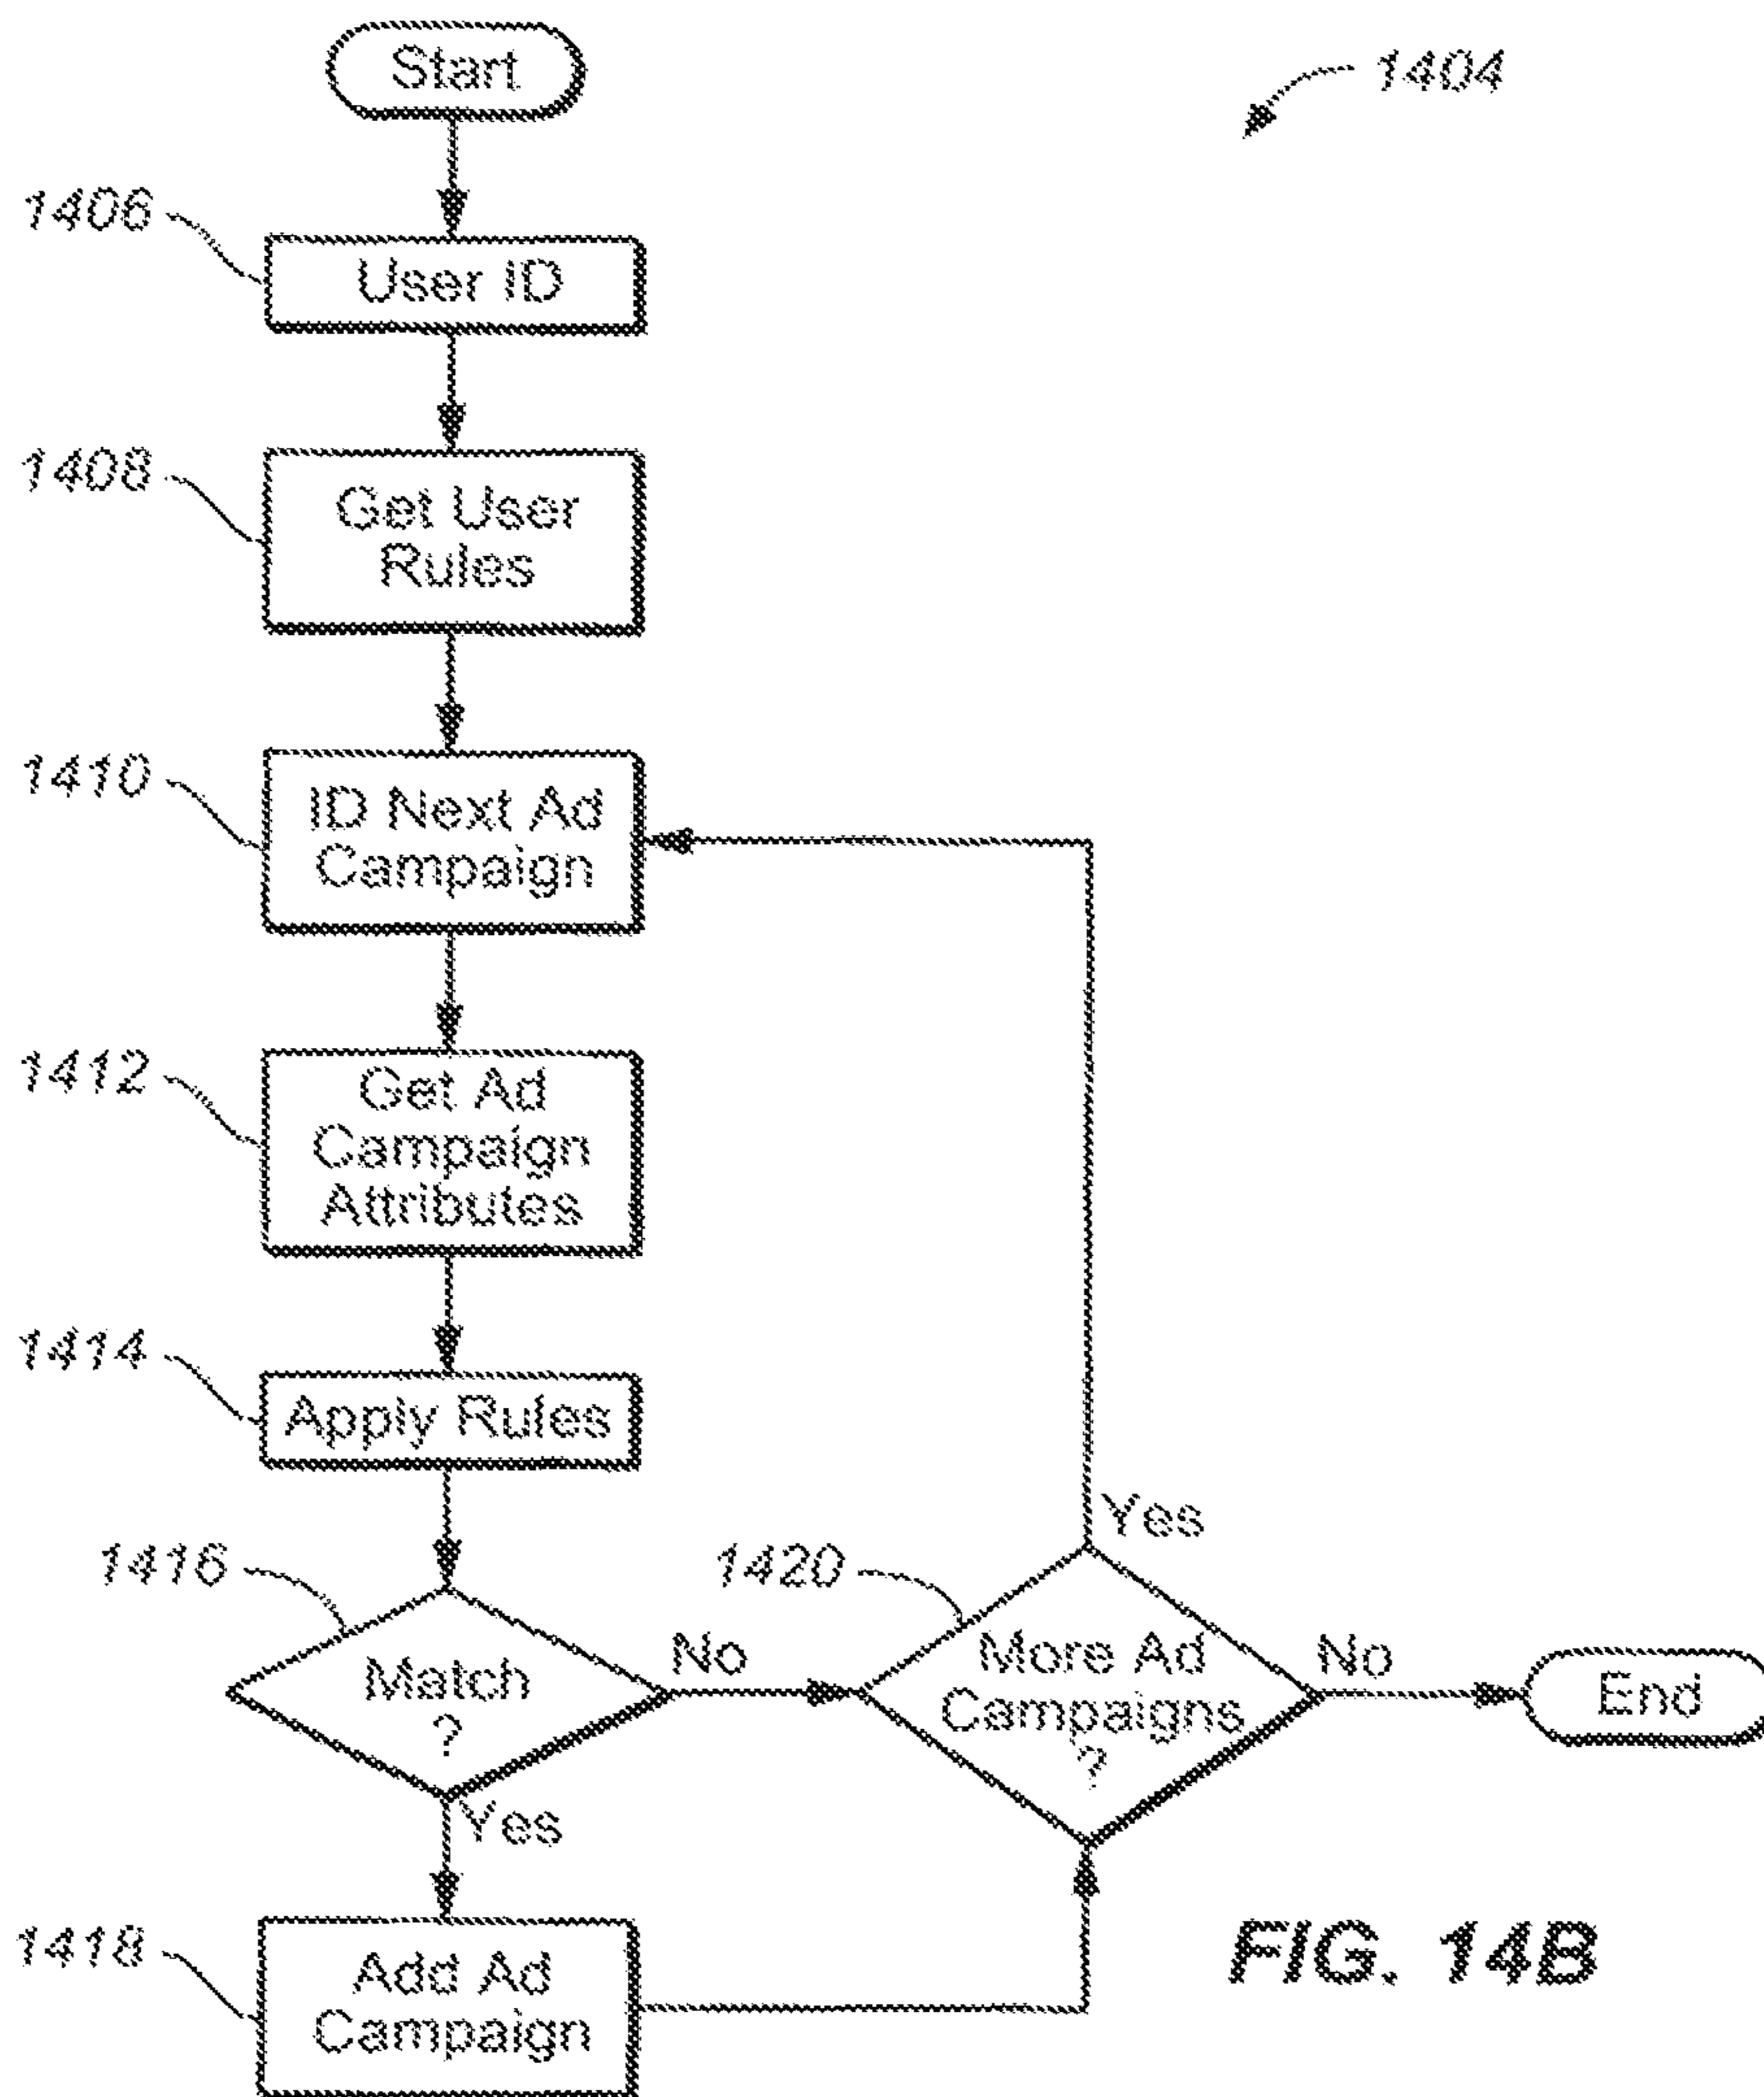 Start
1404
1406
User ID
1408
Get User
Rules
1410
ID Next Ad
Campaign
1412
Get Ad
Campaign
Attributes
1414
Apply Rules
1416
Match
?
No
Yes
1420
More Ad
Campaigns
?
Yes
No
End
1418
Add Ad
Campaign
FIG. 14B